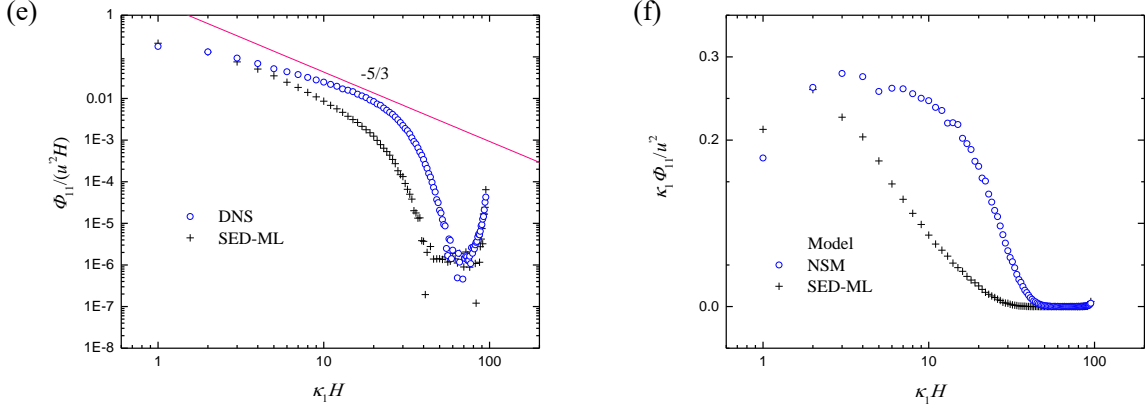 (e)
1
0.1
0.01
1E-3
1E-4
1E-5
1E-6
1E-7
1E-8
1
10
100
Φ₁₁/(u'²H)
κ₁H
-5/3
DNS
SED-ML
(f)
0.3
0.2
0.0
1
10
100
κ₁Φ₁₁/u'²
κ₁H
Model
NSM
SED-ML